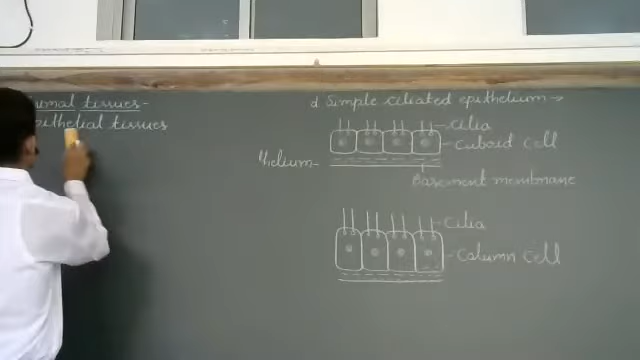 imal tissues-
pithelial tissues
d Simple ciliated epithelium →
Cilia
Cuboid cell
thelium-
Basement membrane
Cilia
Column cell